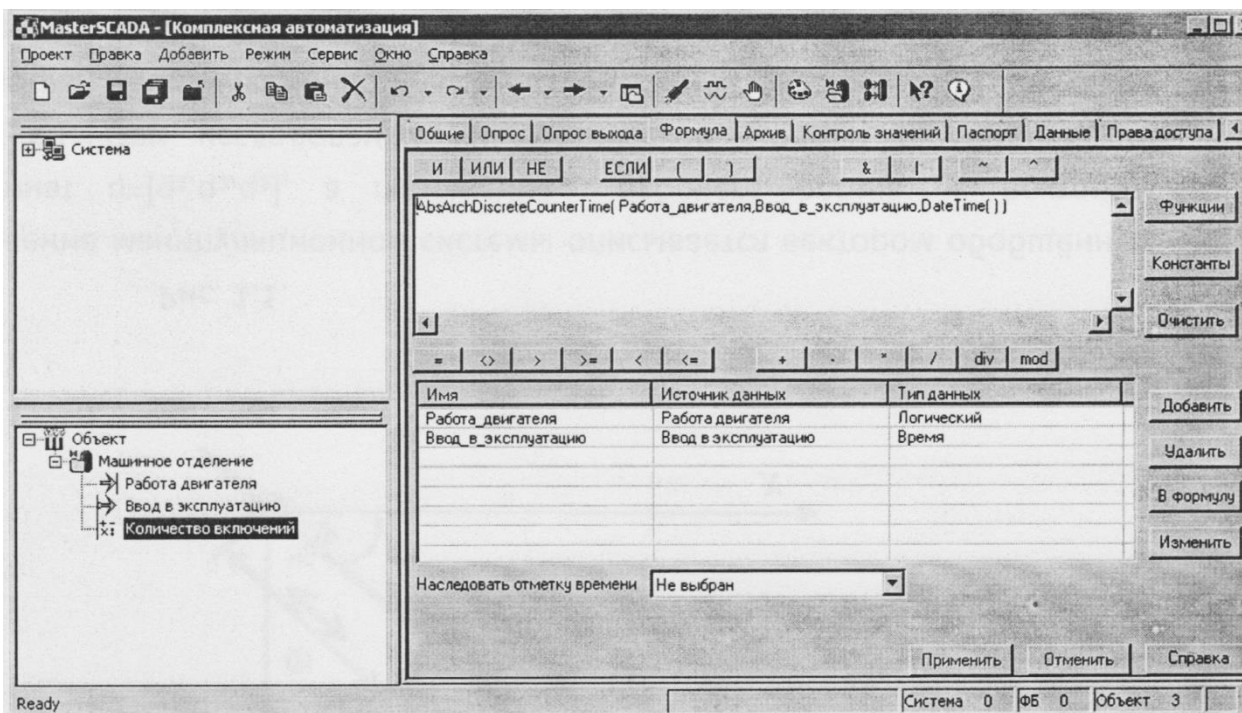 MasterSCADA - [Комплексная автоматизация]
Проект Правка Добавить Режим Сервис Окно Справка
Система
Объект
Машинное отделение
Работа двигателя
Ввод в эксплуатацию
Количество включений
Общие Опрос Опрос выхода Формула Архив Контроль значений Паспорт Данные Права доступа
И ИЛИ НЕ ЕСЛИ ( ) & | ~ ^
AbsArchDiscreteCounterTime( Работа_двигателя,Ввод_в_эксплуатацию,DateTime( ) )
Функции
Константы
Очистить
= <> > >= < <= + - * / div mod
Имя Источник данных Тип данных
Работа_двигателя Работа двигателя Логический
Ввод_в_эксплуатацию Ввод в эксплуатацию Время
Добавить
Удалить
В формулу
Изменить
Наследовать отметку времени Не выбран
Применить Отменить Справка
Ready Система 0 ФБ 0 Объект 3